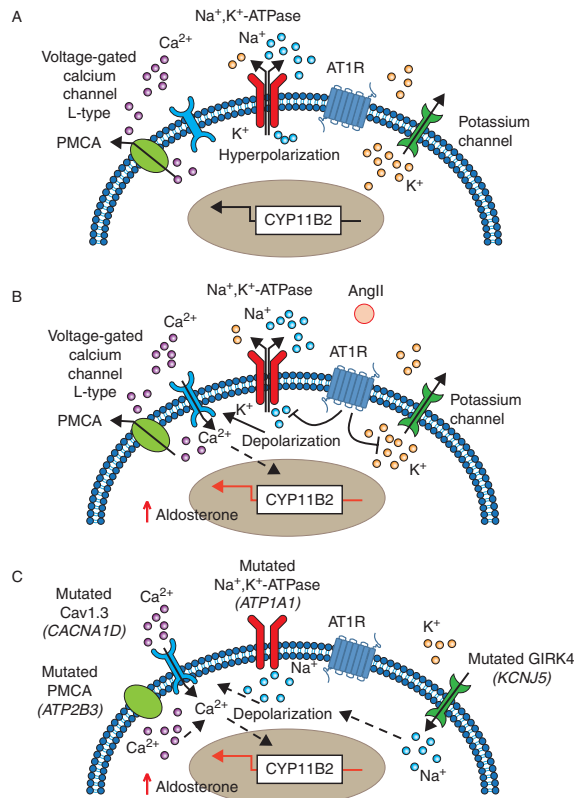 A
Na⁺,K⁺-ATPase
Ca²⁺
Na⁺
Voltage-gated
calcium
channel
L-type
AT1R
PMCA
K⁺
Potassium
channel
Hyperpolarization
K⁺
CYP11B2
B
Na⁺,K⁺-ATPase
AngII
Ca²⁺
Na⁺
Voltage-gated
calcium
channel
L-type
AT1R
PMCA
K⁺
Potassium
channel
Ca²⁺
Depolarization
K⁺
CYP11B2
Aldosterone
C
Mutated
Na⁺,K⁺-ATPase
(ATP1A1)
Mutated
Cav1.3
(CACNA1D)
Ca²⁺
AT1R
K⁺
Na⁺
Mutated GIRK4
(KCNJ5)
Mutated
PMCA
(ATP2B3)
Ca²⁺
Depolarization
Ca²⁺
Na⁺
CYP11B2
Aldosterone